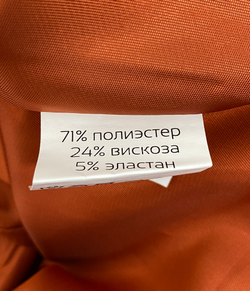 71% полиэстер
24% вискоза
5% эластан